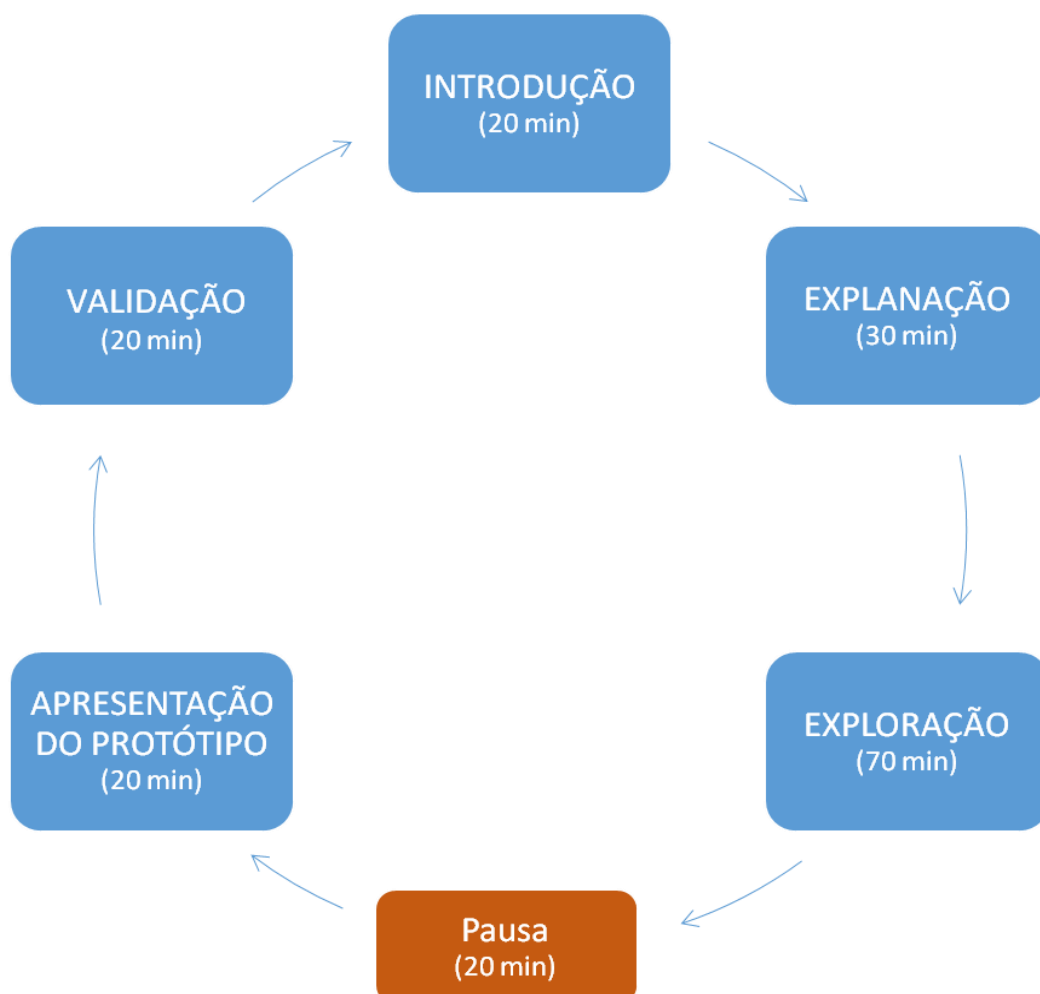 INTRODUÇÃO
(20 min)
EXPLANAÇÃO
(30 min)
EXPLORAÇÃO
(70 min)
Pausa
(20 min)
APRESENTAÇÃO
DO PROTÓTIPO
(20 min)
VALIDAÇÃO
(20 min)